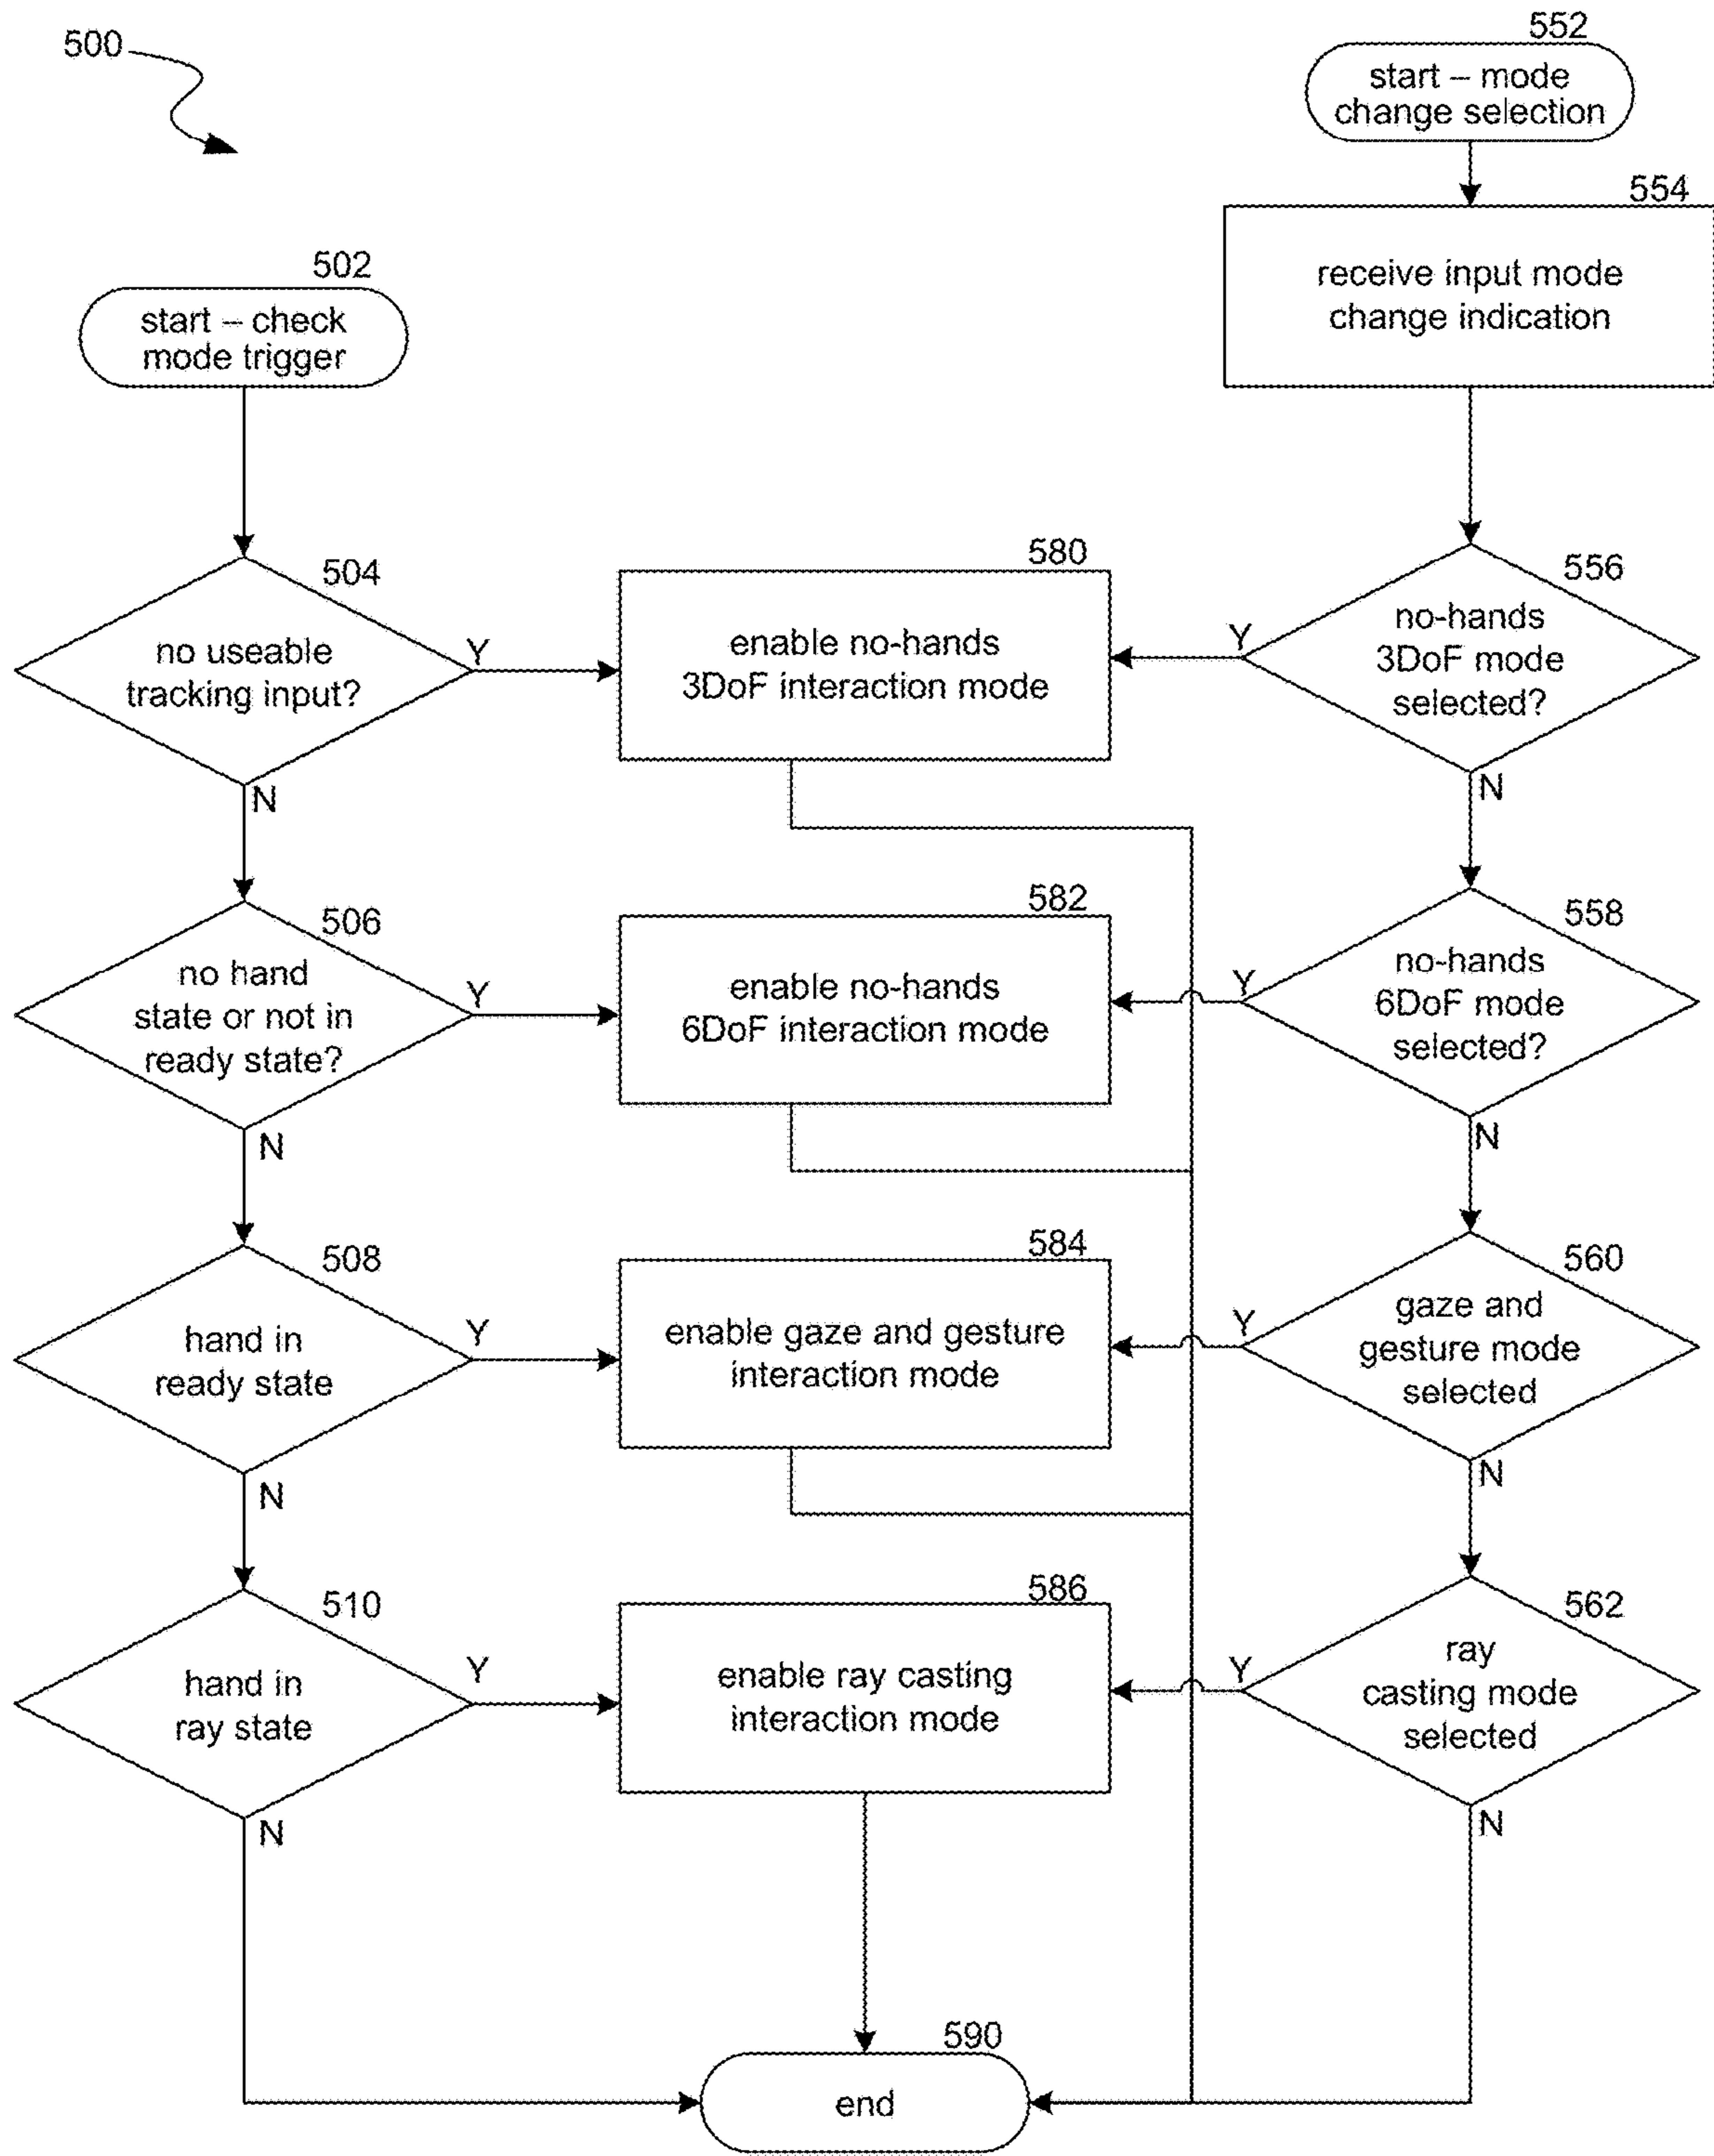 500
552
start – mode
change selection
554
receive input mode
change indication
502
start – check
mode trigger
504
no useable
tracking input?
Y
N
580
enable no-hands
3DoF interaction mode
556
no-hands
3DoF mode
selected?
Y
N
506
no hand
state or not in
ready state?
Y
N
582
enable no-hands
6DoF interaction mode
558
no-hands
6DoF mode
selected?
Y
N
508
hand in
ready state
Y
N
584
enable gaze and gesture
interaction mode
560
gaze and
gesture mode
selected
Y
N
510
hand in
ray state
Y
N
586
enable ray casting
interaction mode
562
ray
casting mode
selected
Y
N
590
end